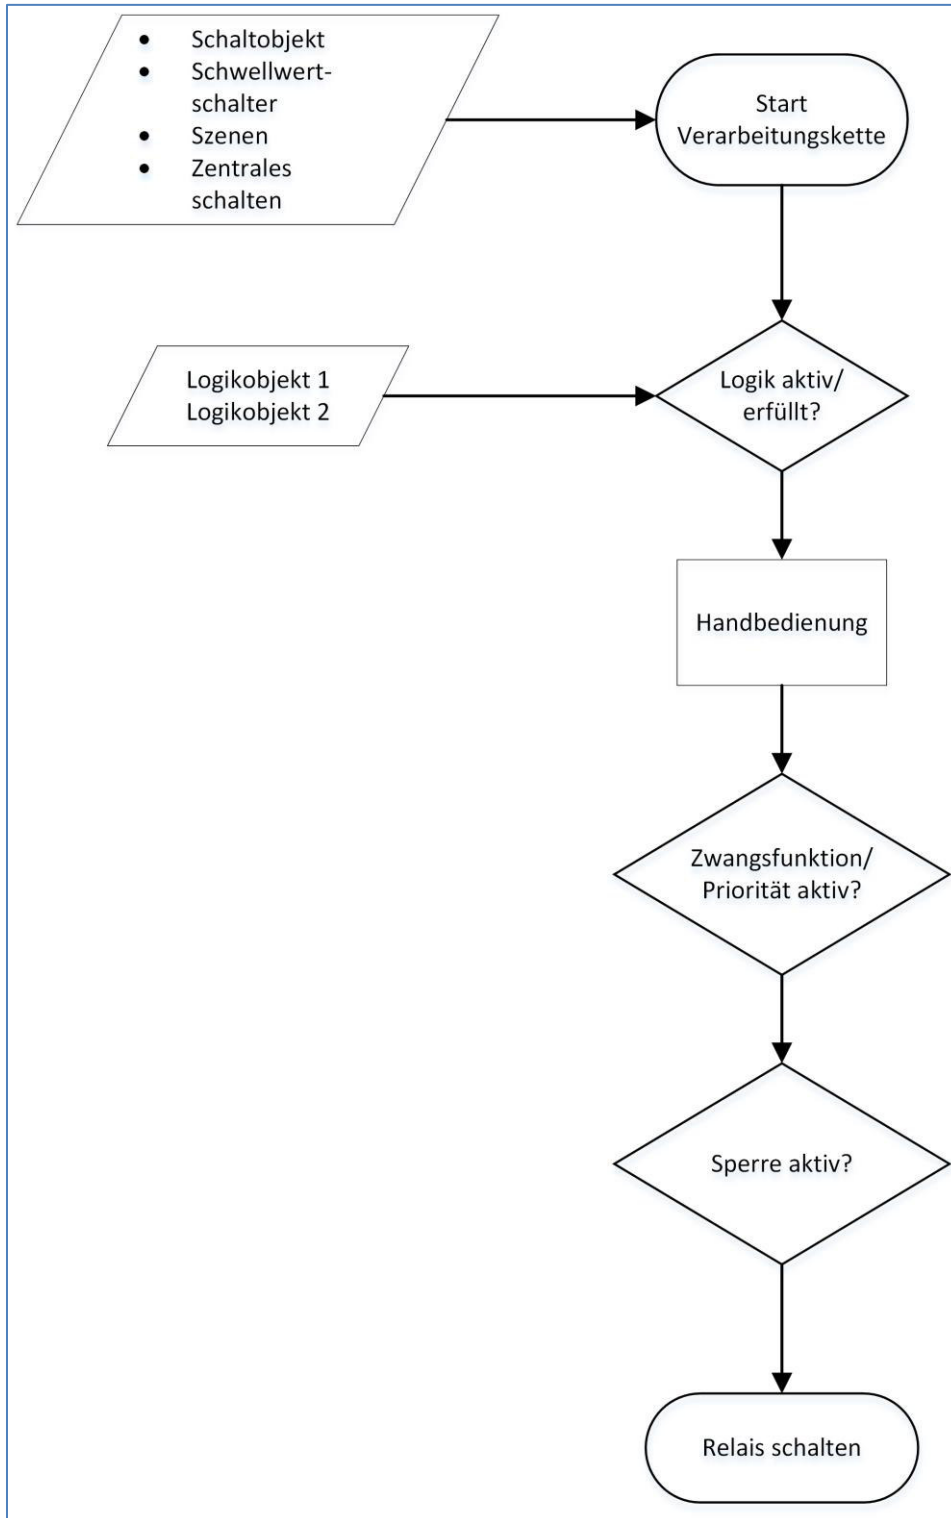 • Schaltobjekt
• Schwellwert-
schalter
• Szenen
• Zentrales
schalten
Start
Verarbeitungskette
Logikobjekt 1
Logikobjekt 2
Logik aktiv/
erfüllt?
Handbedienung
Zwangsfunktion/
Priorität aktiv?
Sperre aktiv?
Relais schalten